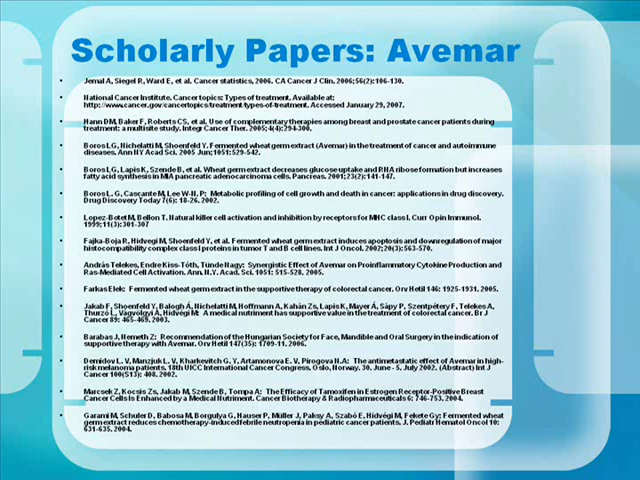 Scholarly Papers: Avemar
• Jemal A, Siegel R, Ward E, et al. Cancer statistics, 2006. CA Cancer J Clin. 2006;56(2):106-130.
• National Cancer Institute. Cancer topics: Types of treatment. Available at:
http://www.cancer.gov/cancertopics/treatment/types-of-treatment. Accessed January 29, 2007.
• Hann DM, Baker F, Roberts CS, et al. Use of complementary therapies among breast and prostate cancer patients during
treatment: a multisite study. Integr Cancer Ther. 2005;4(4):294-300.
• Boros LG, Nichelatti M, Shoenfeld Y. Fermented wheat germ extract (Avemar) in the treatment of cancer and autoimmune
diseases. Ann NY Acad Sci. 2005 Jun;1051:529-542.
• Boros LG, Lapis K, Szende B, et al. Wheat germ extract decreases glucose uptake and RNA ribose formation but increases
fatty acid synthesis in MIA pancreatic adenocarcinoma cells. Pancreas. 2001;23(2):141-147.
• Boros L. G, Cascante M, Lee W-N. P: Metabolic profiling of cell growth and death in cancer: applications in drug discovery.
Drug Discovery Today 7(6): 18-26. 2002.
• Lopez-Botet M, Bellon T. Natural killer cell activation and inhibition by receptors for MHC class I. Curr Opin Immunol.
1999;11(3):301-307
• Fajka-Boja R, Hidvegi M, Shoenfeld Y, et al. Fermented wheat germ extract induces apoptosis and downregulation of major
histocompatibility complex class I proteins in tumor T and B cell lines. Int J Oncol. 2002;20(3):563-570.
• András Telekes, Endre Kiss-Tóth, Tünde Nagy: Synergistic Effect of Avemar on Proinflammatory Cytokine Production and
Ras-Mediated Cell Activation. Ann. N.Y. Acad. Sci. 1051: 515-528. 2005.
• Farkas Elek: Fermented wheat germ extract in the supportive therapy of colorectal cancer. Orv Hetil 146: 1925-1931. 2005.
• Jakab F, Shoenfeld Y, Balogh Á, Nichelatti M, Hoffmann A, Kahán Zs, Lapis K, Mayer Á, Sápy P, Szentpétery F, Telekes A,
Thurzó L, Vágvölgyi A, Hidvégi M: A medical nutriment has supportive value in the treatment of colorectal cancer. Br J
Cancer 89: 465-469. 2003.
• Barabas J, Nemeth Z: Recommendation of the Hungarian Society for Face, Mandible and Oral Surgery in the indication of
supportive therapy with Avemar. Orv Hetil 147(35): 1709-11. 2006.
• Demidov L. V, Manzjuk L. V, Kharkevitch G. Y, Artamonova E. V, Pirogova N.A: The antimetastatic effect of Avemar in high-
risk melanoma patients. 18th UICC International Cancer Congress. Oslo, Norway. 30. June - 5. July 2002. (Abstract) Int J
Cancer 100(S13): 408. 2002.
• Marcsek Z, Kocsis Zs, Jakab M, Szende B, Tompa A: The Efficacy of Tamoxifen in Estrogen Receptor-Positive Breast
Cancer Cells Is Enhanced by a Medical Nutriment. Cancer Biotherapy & Radiopharmaceuticals 6: 746-753. 2004.
• Garami M, Schuler D, Babosa M, Borgulya G, Hauser P, Müller J, Paksy A, Szabó E, Hidvégi M, Fekete Gy: Fermented wheat
germ extract reduces chemotherapy-induced febrile neutropenia in pediatric cancer patients. J. Pediatr Hematol Oncol 10:
631-635. 2004.